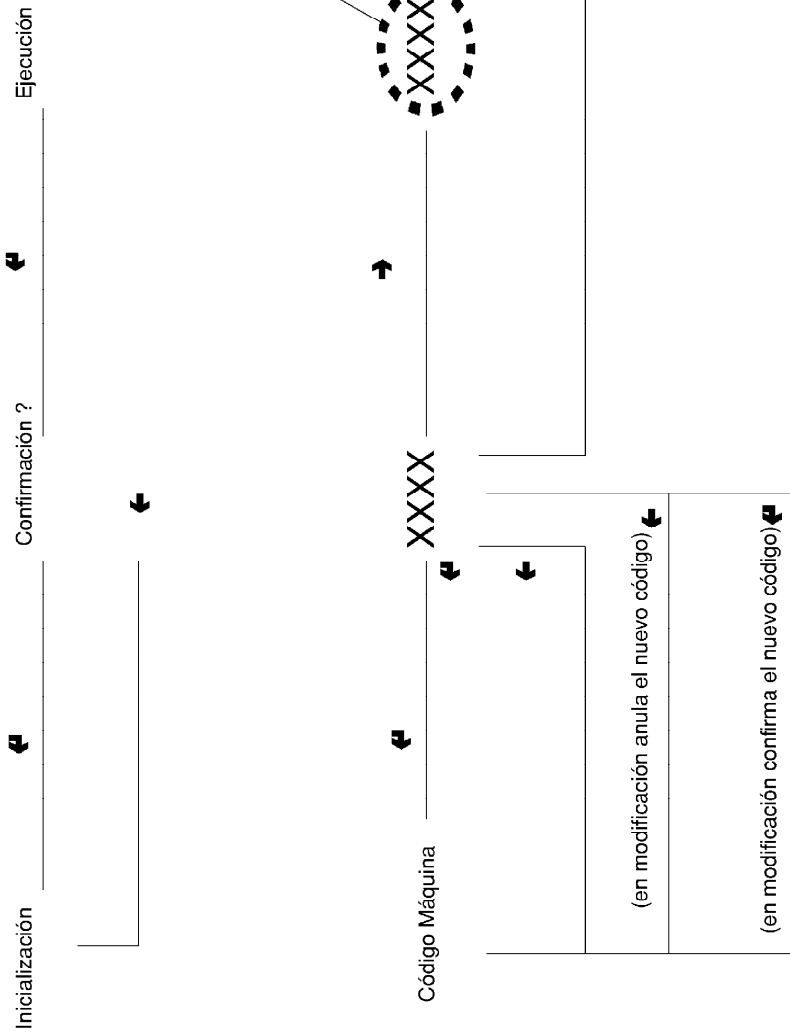 Inicialización
Confirmación ?
Ejecución
Código Máquina
XXXX
XXXX
(en modificación anula el nuevo código)
(en modificación confirma el nuevo código)